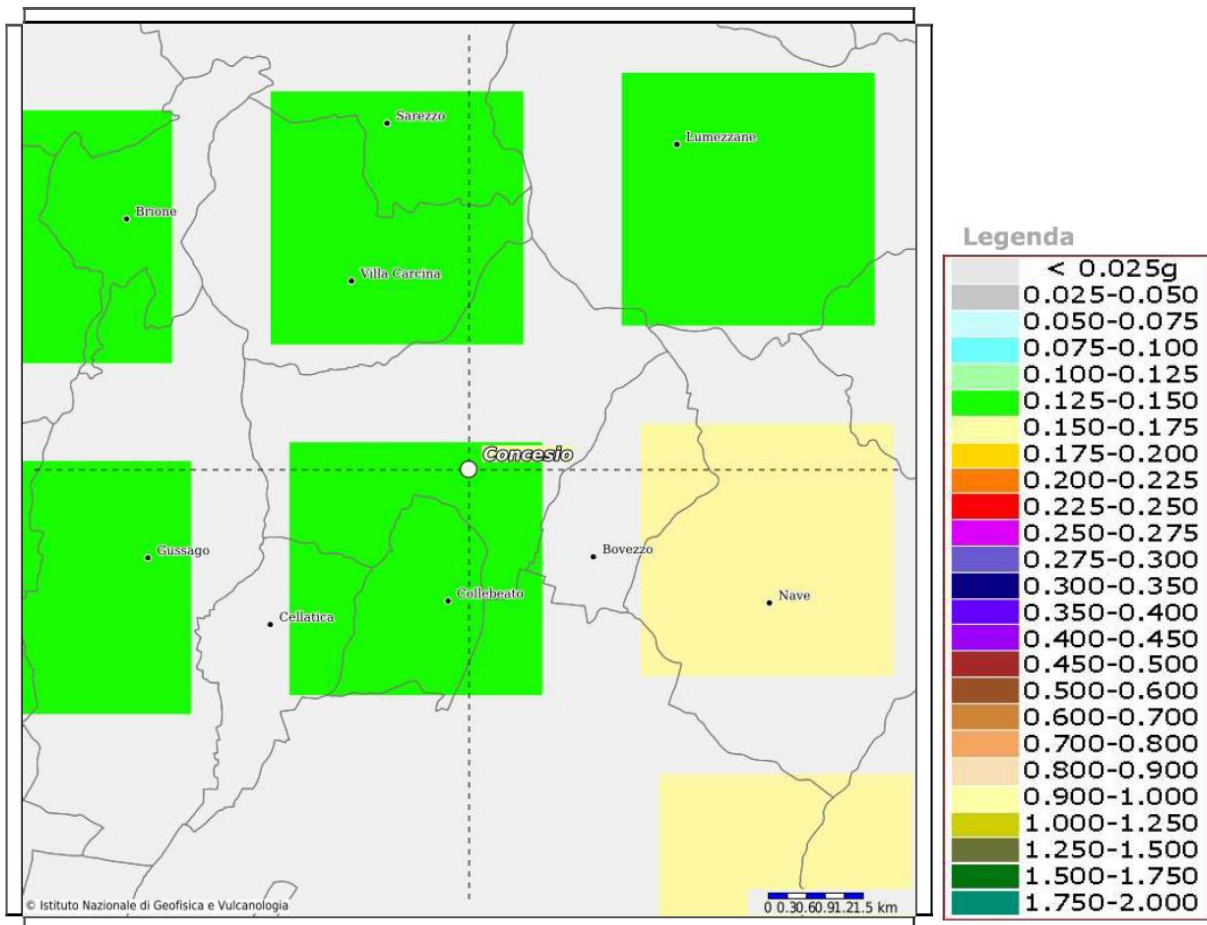 Sarezzo
Lumezzane
Brione
Villa Carcina
Concesio
Gussago
Bovezzo
Collebeato
Nave
Cellatica
© Istituto Nazionale di Geofisica e Vulcanologia
0 0.30.60.91.21.5 km
Legenda
< 0.025g
0.025-0.050
0.050-0.075
0.075-0.100
0.100-0.125
0.125-0.150
0.150-0.175
0.175-0.200
0.200-0.225
0.225-0.250
0.250-0.275
0.275-0.300
0.300-0.350
0.350-0.400
0.400-0.450
0.450-0.500
0.500-0.600
0.600-0.700
0.700-0.800
0.800-0.900
0.900-1.000
1.000-1.250
1.250-1.500
1.500-1.750
1.750-2.000